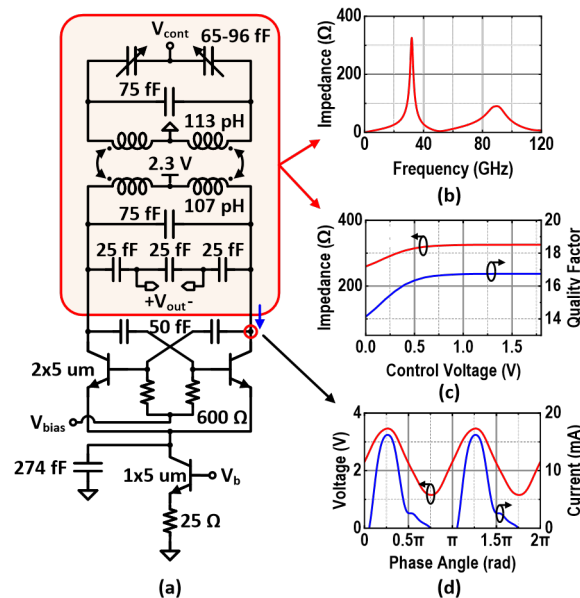 V_cont
65-96 fF
75 fF
113 pH
2.3 V
107 pH
75 fF
25 fF 25 fF 25 fF
+V_out-
50 fF
2x5 um
V_bias
600 Ω
274 fF
1x5 um
V_b
25 Ω
(a)
Impedance (Ω)
400
200
0
0 30 60 90 120
Frequency (GHz)
(b)
Impedance (Ω)
400
300
200
0.0 0.5 1.0 1.5
Control Voltage (V)
20
18
16
14
Quality Factor
(c)
Voltage (V)
4
2
0
0 0.5π π 1.5π 2π
Phase Angle (rad)
20
15
10
5
0
Current (mA)
(d)